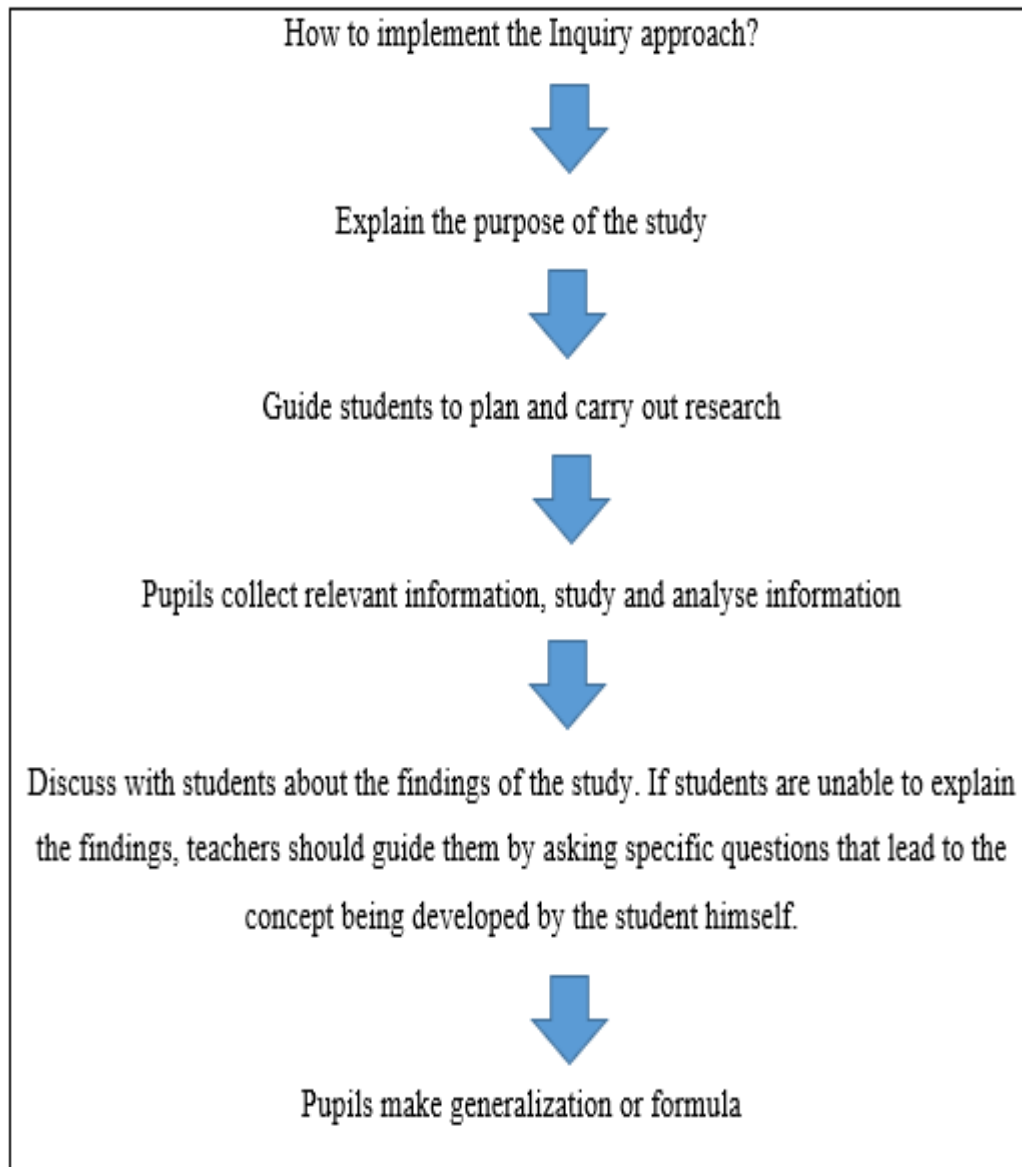 How to implement the Inquiry approach?
Explain the purpose of the study
Guide students to plan and carry out research
Pupils collect relevant information, study and analyse information
Discuss with students about the findings of the study. If students are unable to explain
the findings, teachers should guide them by asking specific questions that lead to the
concept being developed by the student himself.
Pupils make generalization or formula